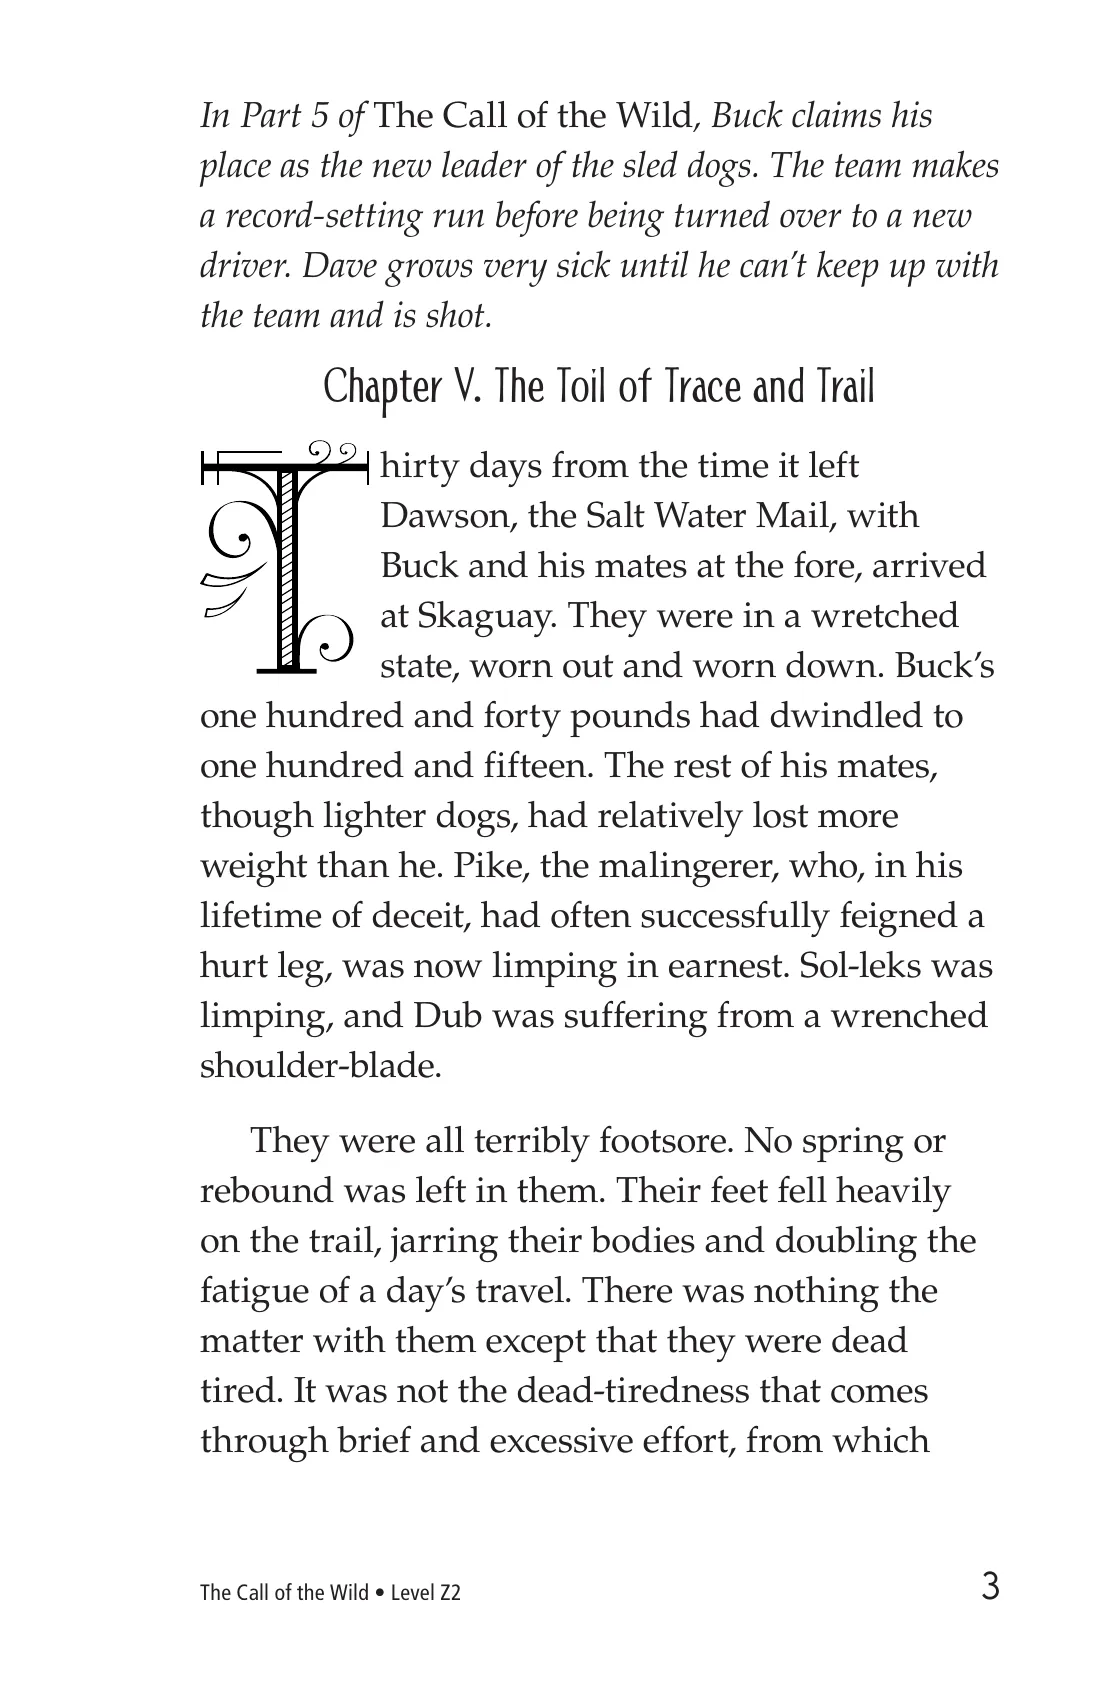 In Part 5 of The Call of the Wild, Buck claims his
place as the new leader of the sled dogs. The team makes
a record-setting run before being turned over to a new
driver. Dave grows very sick until he can’t keep up with
the team and is shot.
Chapter V. The Toil of Trace and Trail
Thirty days from the time it left
Dawson, the Salt Water Mail, with
Buck and his mates at the fore, arrived
at Skaguay. They were in a wretched
state, worn out and worn down. Buck’s
one hundred and forty pounds had dwindled to
one hundred and fifteen. The rest of his mates,
though lighter dogs, had relatively lost more
weight than he. Pike, the malingerer, who, in his
lifetime of deceit, had often successfully feigned a
hurt leg, was now limping in earnest. Sol-leks was
limping, and Dub was suffering from a wrenched
shoulder-blade.
They were all terribly footsore. No spring or
rebound was left in them. Their feet fell heavily
on the trail, jarring their bodies and doubling the
fatigue of a day’s travel. There was nothing the
matter with them except that they were dead
tired. It was not the dead-tiredness that comes
through brief and excessive effort, from which
The Call of the Wild • Level Z2
3